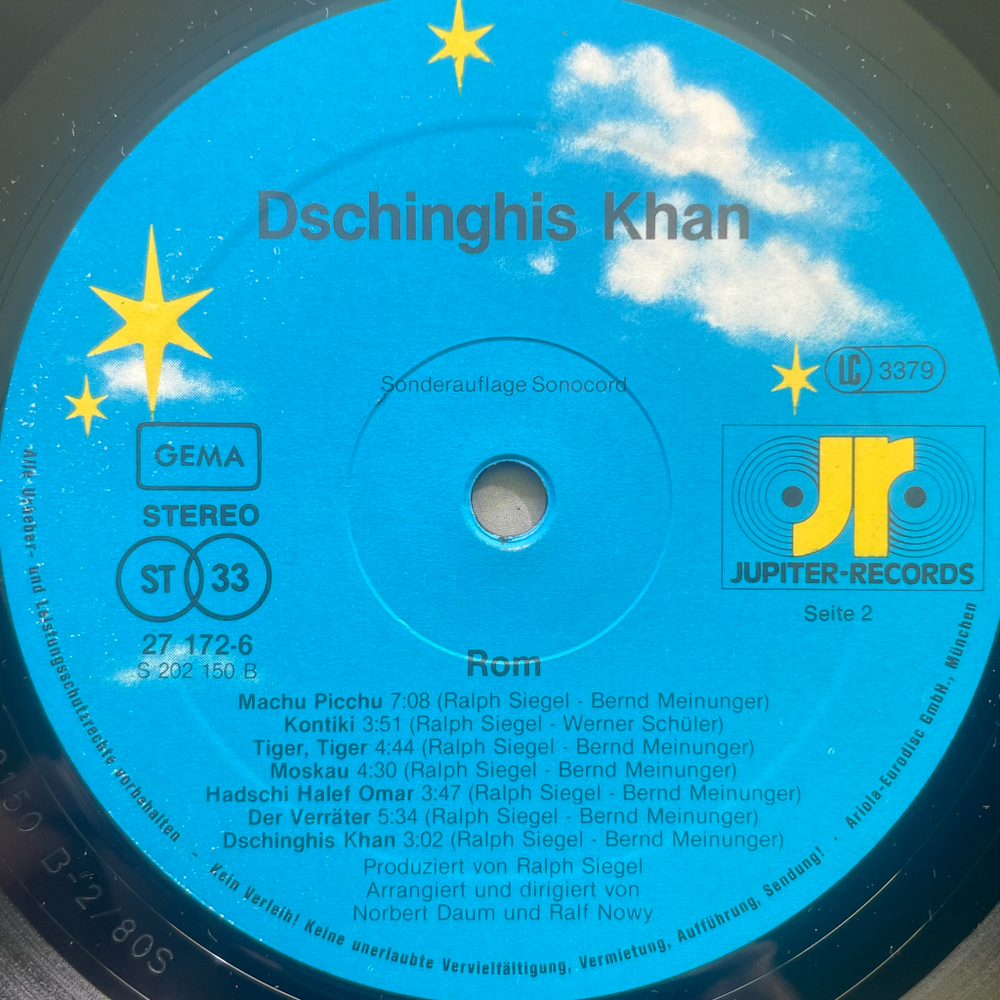 Dschinghis Khan
Sonderauflage Sonocord
LC 3379
GEMA
STEREO
ST 33
27 172-6
S 202 150 B
Jr
JUPITER-RECORDS
Seite 2
Rom
Machu Picchu 7:08 (Ralph Siegel - Bernd Meinunger)
Kontiki 3:51 (Ralph Siegel - Werner Schüler)
Tiger, Tiger 4:44 (Ralph Siegel - Bernd Meinunger)
Moskau 4:30 (Ralph Siegel - Bernd Meinunger)
Hadschi Halef Omar 3:47 (Ralph Siegel - Bernd Meinunger)
Der Verräter 5:34 (Ralph Siegel - Bernd Meinunger)
Dschinghis Khan 3:02 (Ralph Siegel - Bernd Meinunger)
Produziert von Ralph Siegel
Arrangiert und dirigiert von
Norbert Daum und Ralf Nowy
Alle Urheber- und Leistungsschutzrechte vorbehalten - Kein Verleih! Keine unerlaubte Vervielfältigung, Vermietung, Aufführung, Sendung! · Ariola-Eurodisc GmbH., München
2150 B-2/80S